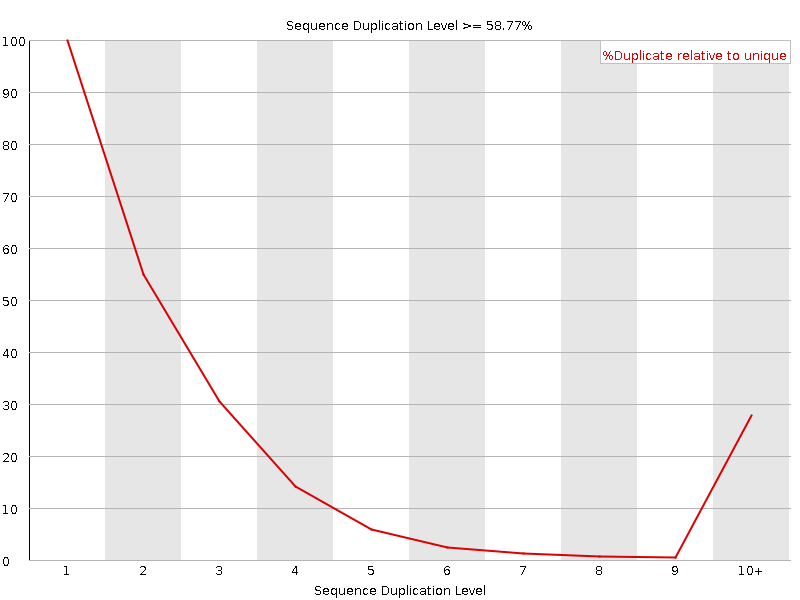 Sequence Duplication Level >= 58.77%
%Duplicate relative to unique
100
90
80
70
60
50
40
30
20
10
0
1 2 3 4 5 6 7 8 9 10+
Sequence Duplication Level